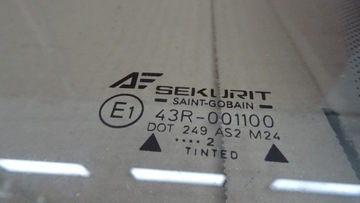 SEKURIT
SAINT-GOBAIN
E1 43R-001100
DOT 249 AS2 M24
.... 2
TINTED